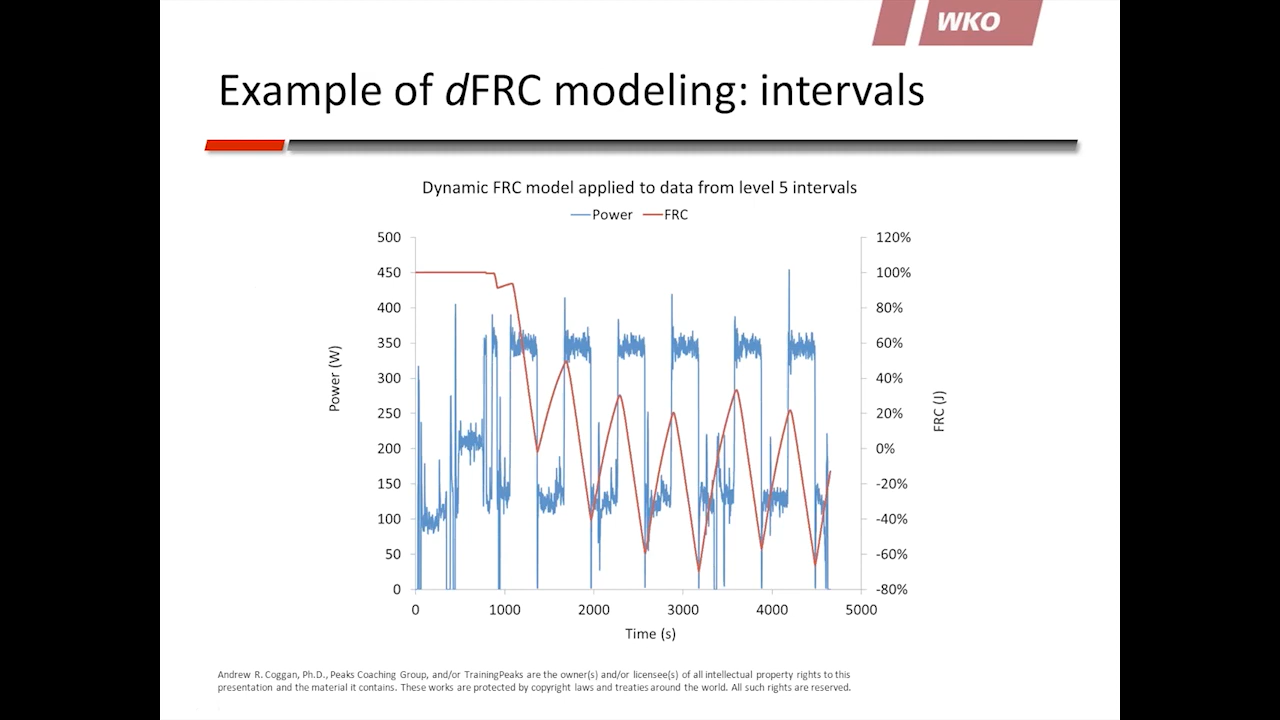 WKO
Example of dFRC modeling: intervals
Dynamic FRC model applied to data from level 5 intervals
Power FRC
500 120%
450 100%
400 80%
350 60%
300 40%
250 20%
200 0%
150 -20%
100 -40%
50 -60%
0 -80%
Power (W)
FRC (J)
0 1000 2000 3000 4000 5000
Time (s)
Andrew R. Coggan, Ph.D., Peaks Coaching Group, and/or TrainingPeaks are the owner(s) and/or licensee(s) of all intellectual property rights to this
presentation and the material it contains. These works are protected by copyright laws and treaties around the world. All such rights are reserved.